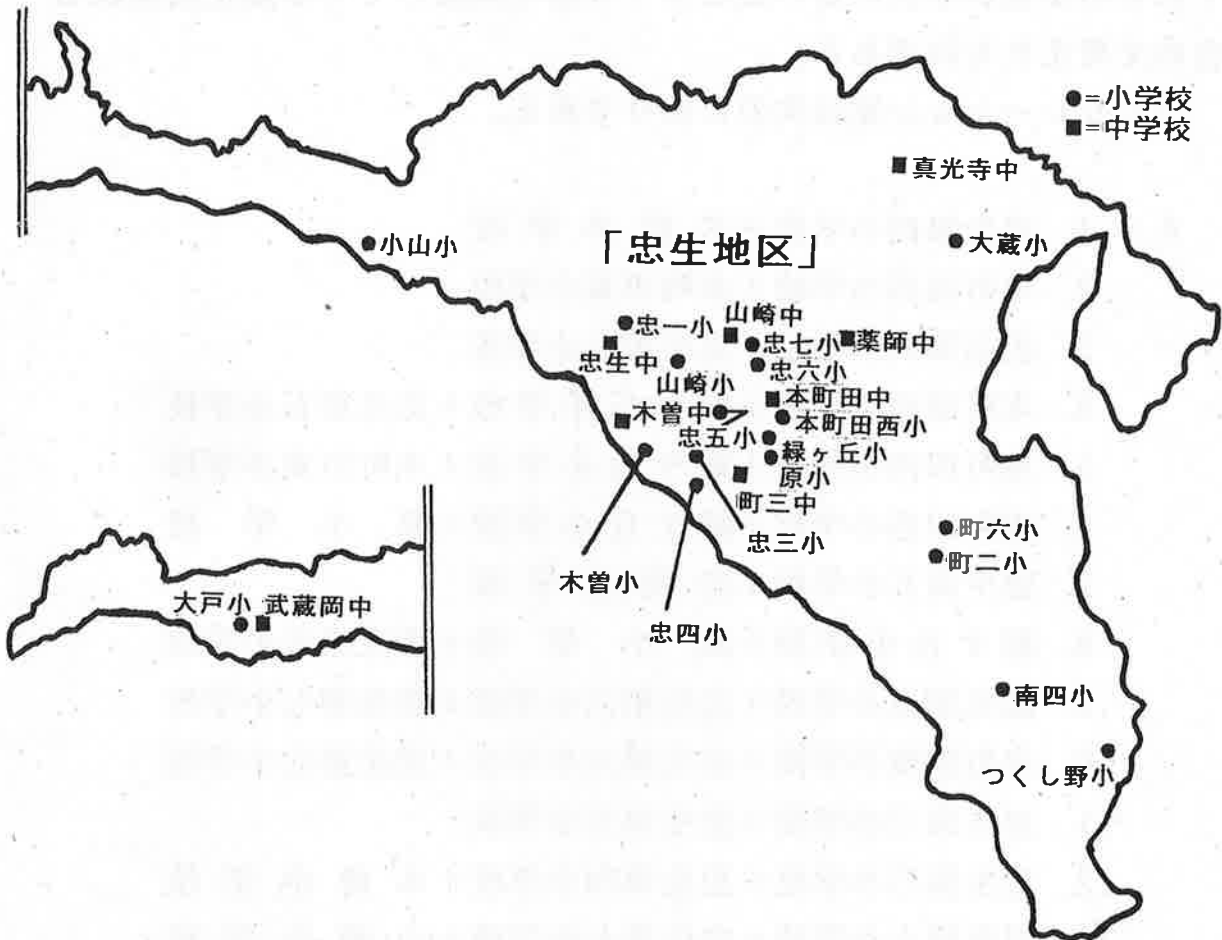 ●=小学校
■=中学校
真光寺中
小山小
「忠生地区」
大蔵小
山崎中
忠一小
忠七小
薬師中
忠生中
忠六小
山崎小
本町田中
木曽中
本町田西小
忠五小
緑ヶ丘小
原小
町三中
町六小
忠三小
町二小
木曽小
大戸小
武蔵岡中
忠四小
南四小
つくし野小